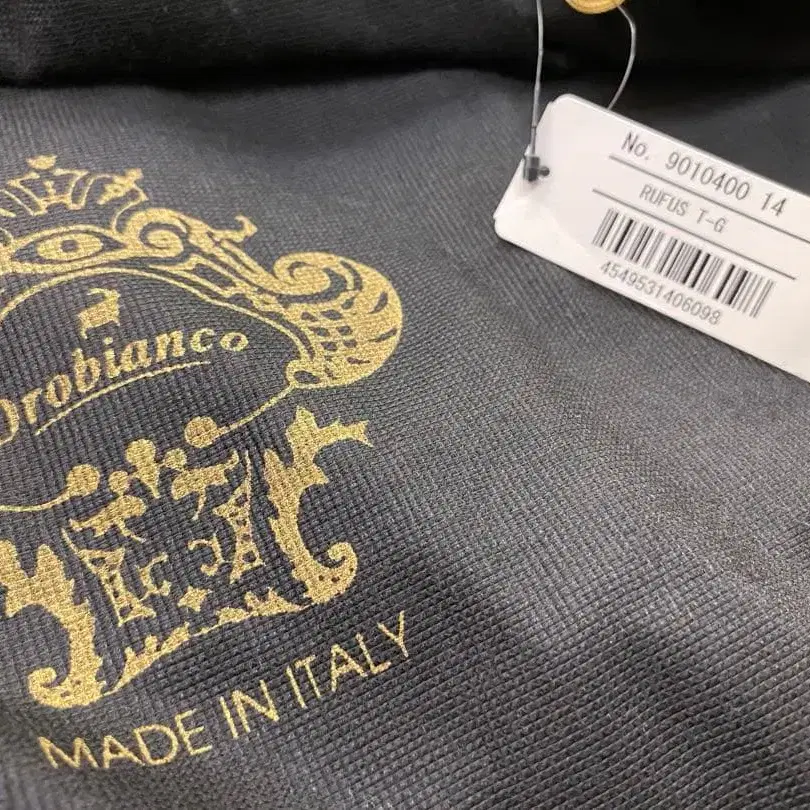 No. 9010400 14
RUFUS T-G
4549531406098
Orobianco
MADE IN ITALY